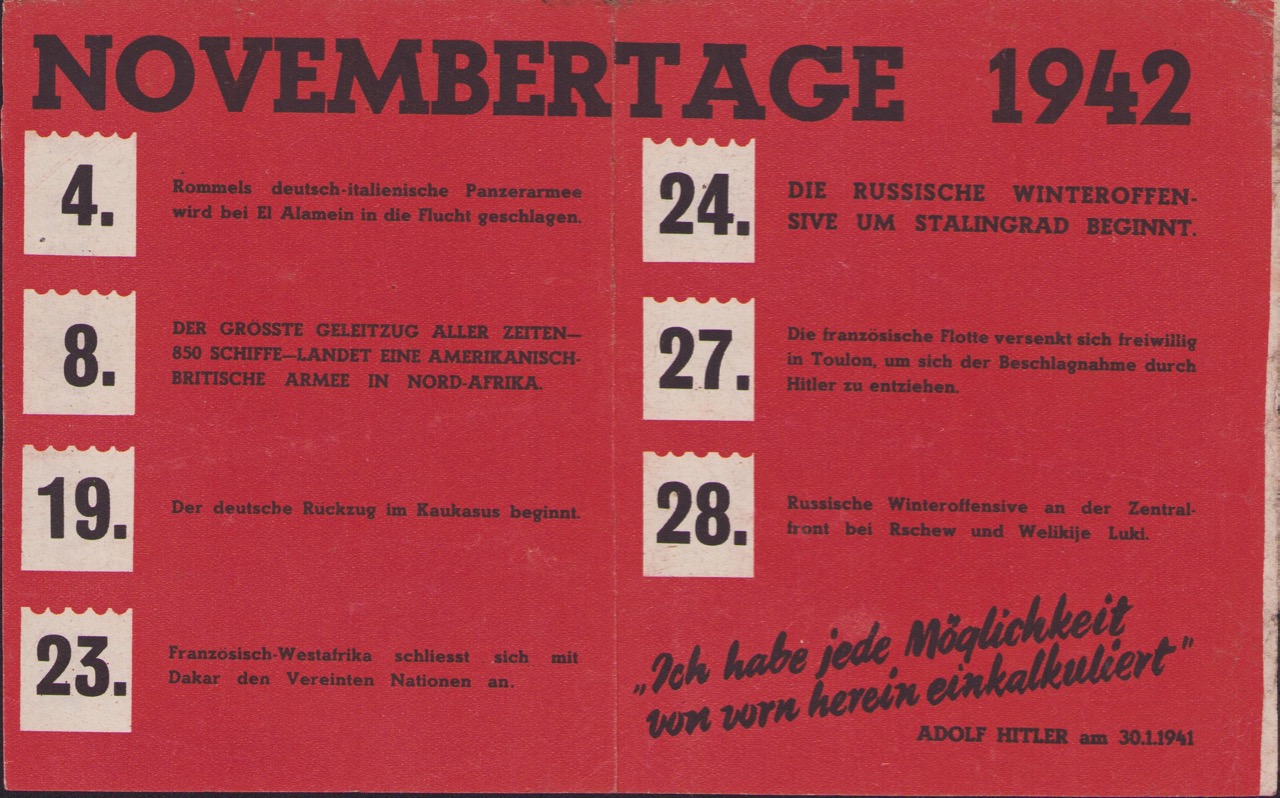 NOVEMBERTAGE 1942
4.
Rommels deutsch-italienische Panzerarmee
wird bei El Alamein in die Flucht geschlagen.
8.
DER GRÖSSTE GELEITZUG ALLER ZEITEN—
850 SCHIFFE—LANDET EINE AMERIKANISCH-
BRITISCHE ARMEE IN NORD-AFRIKA.
19.
Der deutsche Rückzug im Kaukasus beginnt.
23.
Französisch-Westafrika schliesst sich mit
Dakar den Vereinten Nationen an.
24.
DIE RUSSISCHE WINTEROFFEN-
SIVE UM STALINGRAD BEGINNT.
27.
Die französische Flotte versenkt sich freiwillig
in Toulon, um sich der Beschlagnahme durch
Hitler zu entziehen.
28.
Russische Winteroffensive an der Zentral-
front bei Rschew und Welikije Luki.
„Ich habe jede Möglichkeit
von vorn herein einkalkuliert"
ADOLF HITLER am 30.1.1941